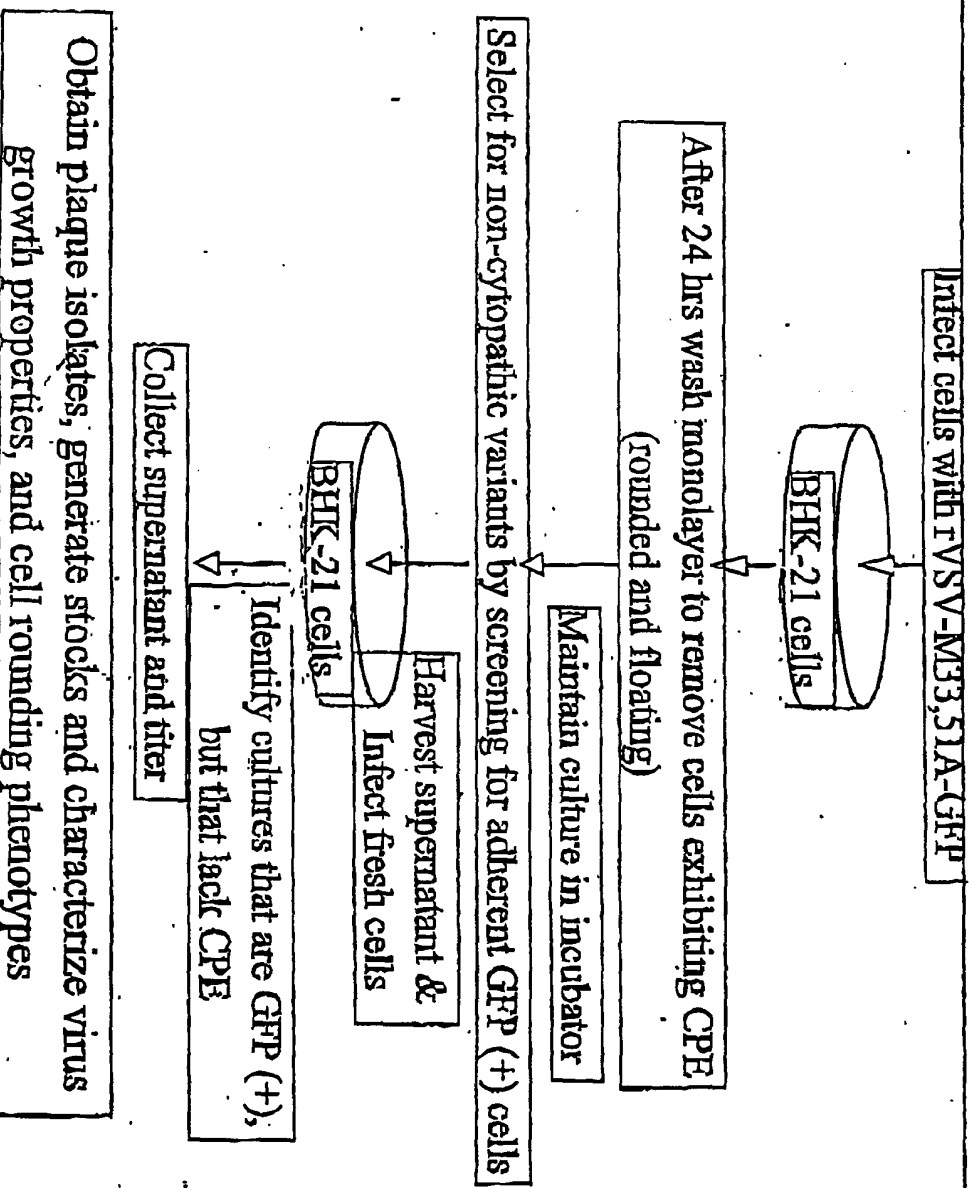 Infect cells with rVSV-M33,51A-GFP
BHK-21 cells
After 24 hrs wash monolayer to remove cells exhibiting CPE
(rounded and floating)
Maintain culture in incubator
Select for non-cytopathic variants by screening for adherent GFP (+) cells
Harvest supernatant &
Infect fresh cells
BHK-21 cells
Identify cultures that are GFP (+),
but that lack CPE
Collect supernatant and titer
Obtain plaque isolates, generate stocks and characterize virus
growth properties, and cell rounding phenotypes